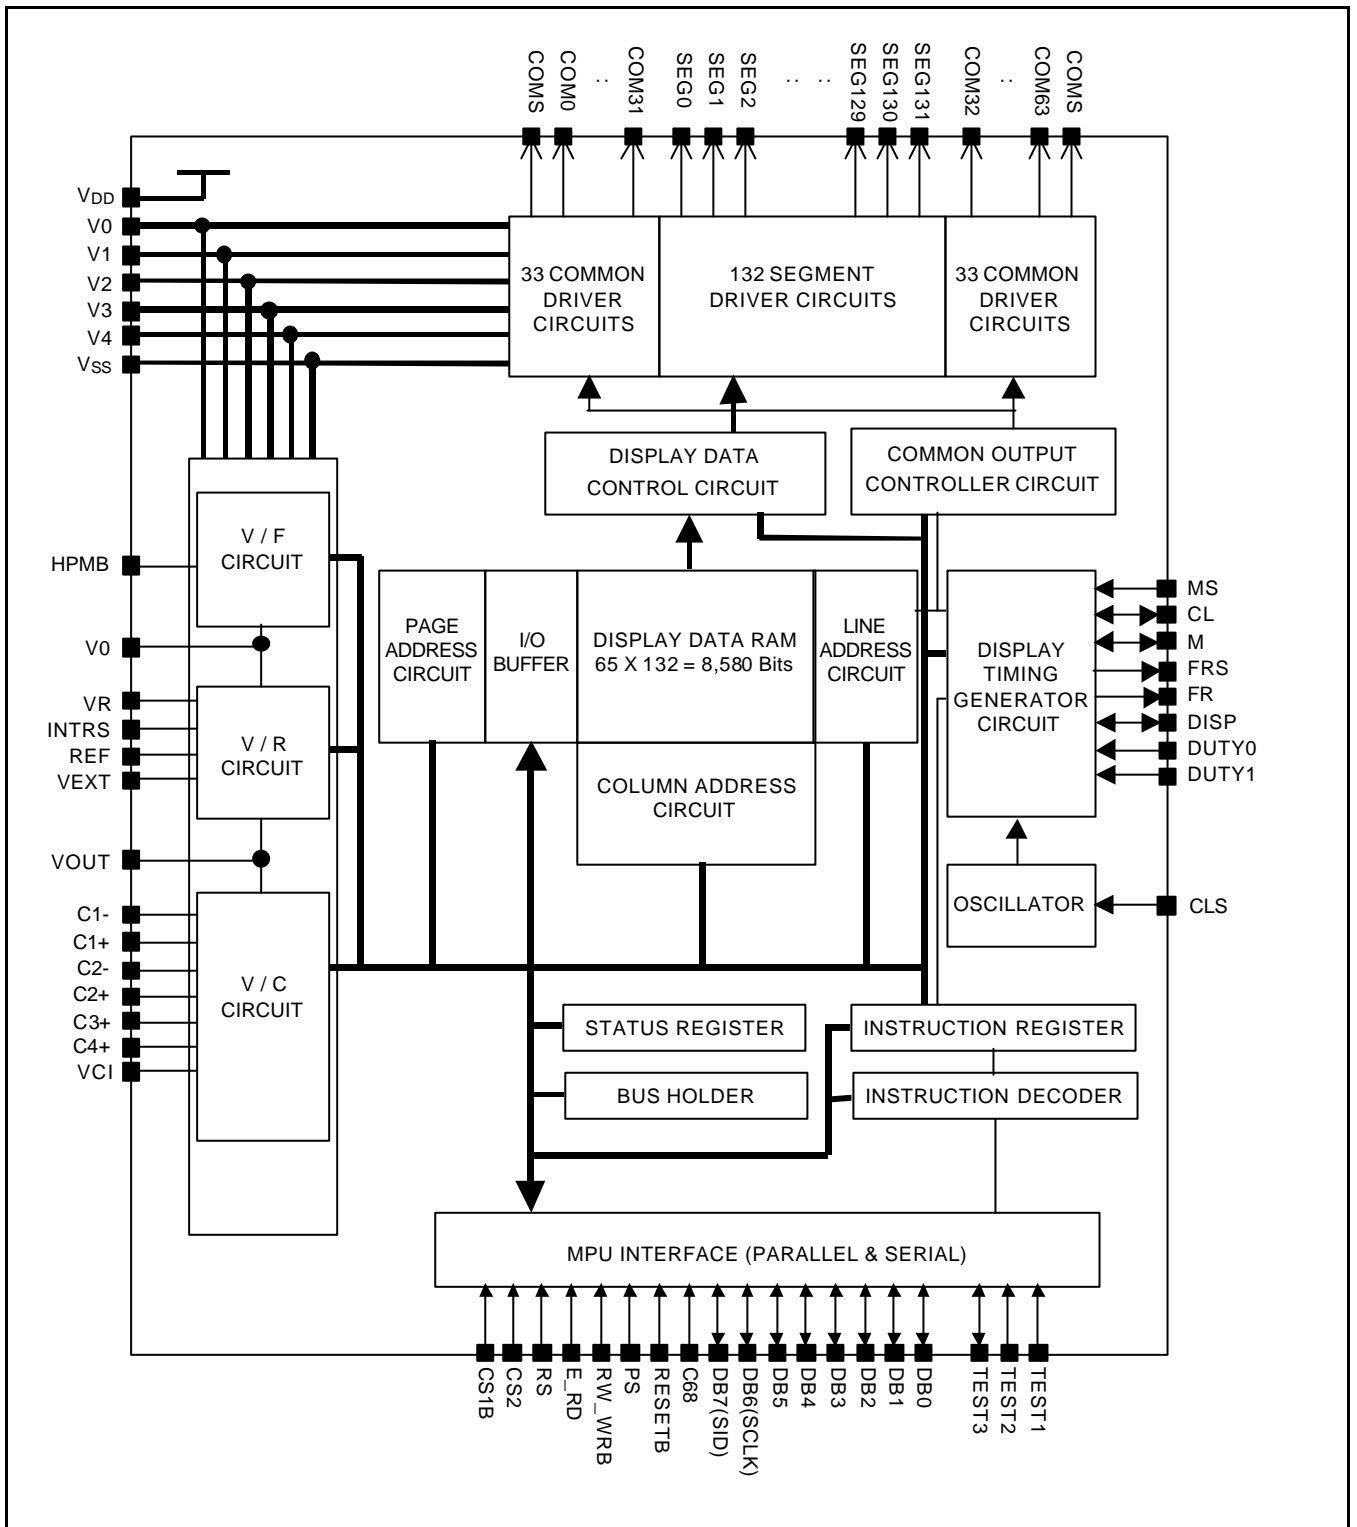 COMS
COM0
:
COM31
SEG0
SEG1
SEG2
:
:
SEG129
SEG130
SEG131
COM32
:
COM63
COMS
VDD
V0
V1
V2
V3
V4
VSS
33 COMMON
DRIVER
CIRCUITS
132 SEGMENT
DRIVER CIRCUITS
33 COMMON
DRIVER
CIRCUITS
DISPLAY DATA
CONTROL CIRCUIT
COMMON OUTPUT
CONTROLLER CIRCUIT
HPMB
V0
VR
INTRS
REF
VEXT
VOUT
C1-
C1+
C2-
C2+
C3+
C4+
VCI
V / F
CIRCUIT
V / R
CIRCUIT
V / C
CIRCUIT
PAGE
ADDRESS
CIRCUIT
I/O
BUFFER
DISPLAY DATA RAM
65 X 132 = 8,580 Bits
LINE
ADDRESS
CIRCUIT
COLUMN ADDRESS
CIRCUIT
DISPLAY
TIMING
GENERATOR
CIRCUIT
MS
CL
M
FRS
FR
DISP
DUTY0
DUTY1
OSCILLATOR
CLS
STATUS REGISTER
INSTRUCTION REGISTER
BUS HOLDER
INSTRUCTION DECODER
MPU INTERFACE (PARALLEL & SERIAL)
CS1B
CS2
RS
E_RD
RW_WRB
PS
RESETB
C68
DB7(SID)
DB6(SCLK)
DB5
DB4
DB3
DB2
DB1
DB0
TEST3
TEST2
TEST1